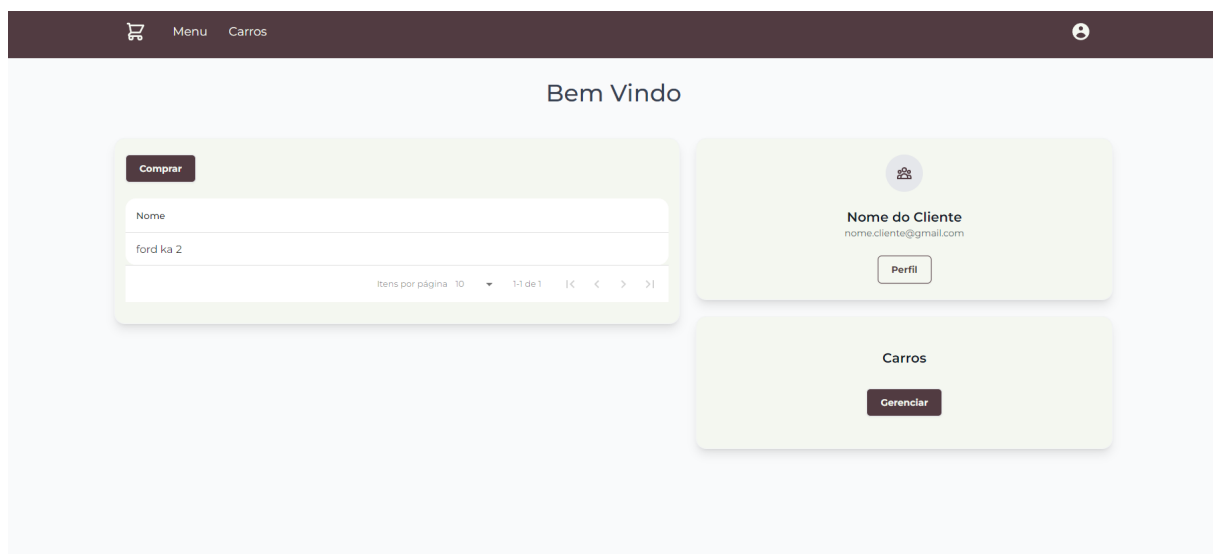 Menu Carros
Bem Vindo
Comprar
Nome
ford ka 2
Itens por página 10 1-1 de 1
Nome do Cliente
nome.cliente@gmail.com
Perfil
Carros
Gerenciar